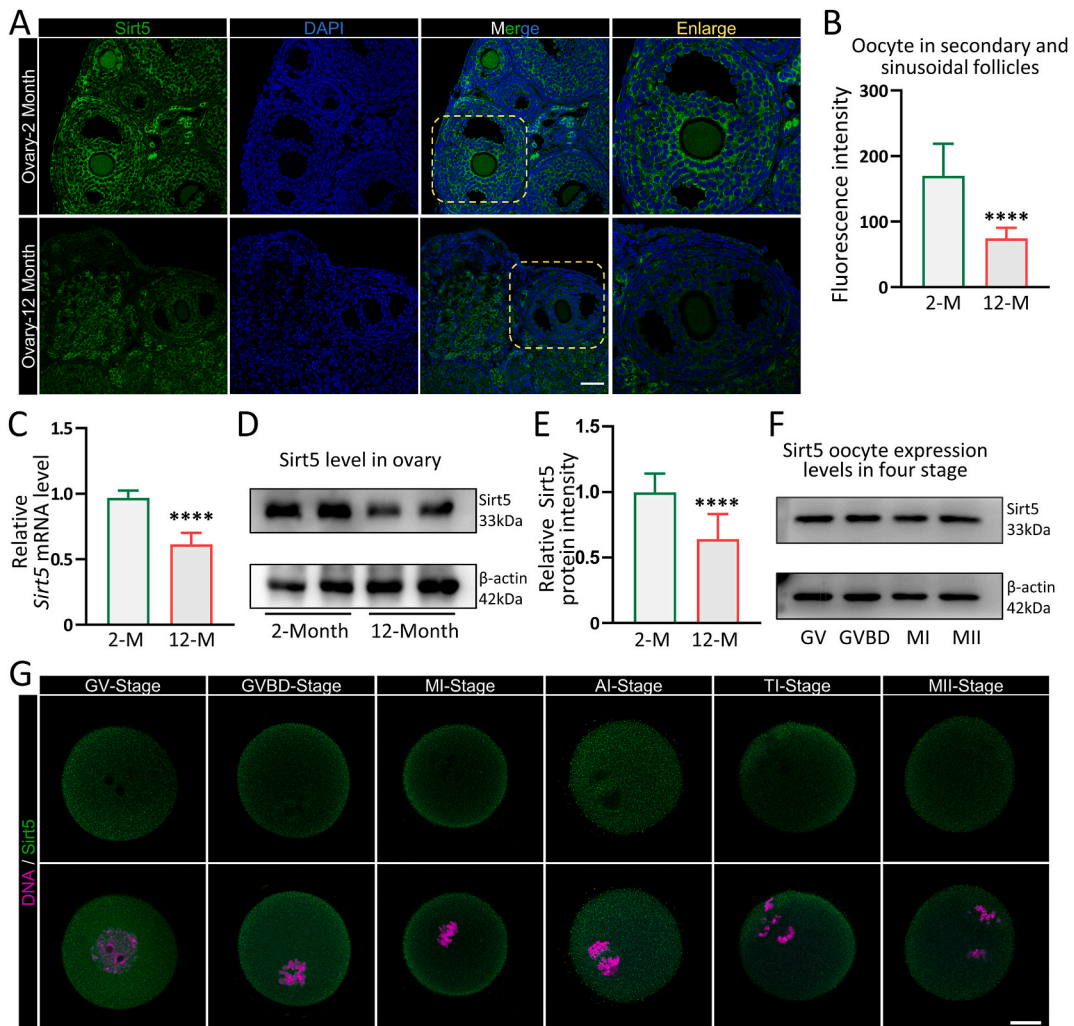 A
Sirt5
DAPI
Merge
Enlarge
Ovary-2 Month
Ovary-12 Month
B
Oocyte in secondary and
sinusoidal follicles
Fluorescence intensity
300
200
100
0
****
2-M
12-M
C
Relative
Sirt5 mRNA level
1.5
1.0
0.5
0
****
2-M
12-M
D
Sirt5 level in ovary
Sirt5
33kDa
β-actin
42kDa
2-Month
12-Month
E
Relative Sirt5
protein intensity
1.5
1.0
0.5
0
****
2-M
12-M
F
Sirt5 oocyte expression
levels in four stage
Sirt5
33kDa
β-actin
42kDa
GV
GVBD
MI
MII
G
GV-Stage
GVBD-Stage
MI-Stage
AI-Stage
TI-Stage
MII-Stage
DNA / Sirt5